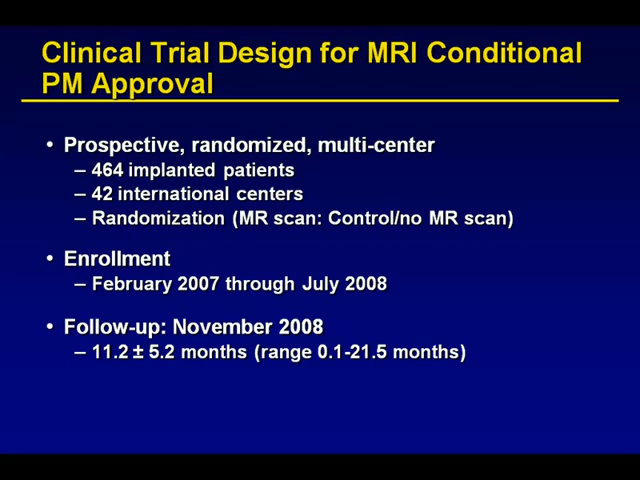 Clinical Trial Design for MRI Conditional
PM Approval
• Prospective, randomized, multi-center
– 464 implanted patients
– 42 international centers
– Randomization (MR scan: Control/no MR scan)
• Enrollment
– February 2007 through July 2008
• Follow-up: November 2008
– 11.2 ± 5.2 months (range 0.1-21.5 months)